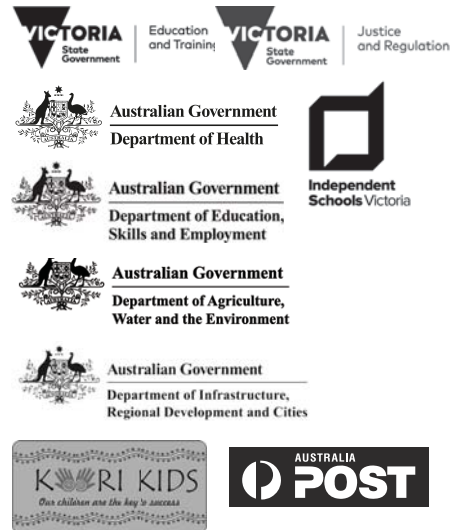 VICTORIA
State
Government
Education
and Training
VICTORIA
State
Government
Justice
and Regulation
Australian Government
Department of Health
Independent
Schools Victoria
Australian Government
Department of Education,
Skills and Employment
Australian Government
Department of Agriculture,
Water and the Environment
Australian Government
Department of Infrastructure,
Regional Development and Cities
KOORI KIDS
Our children are the key to success
AUSTRALIA
POST